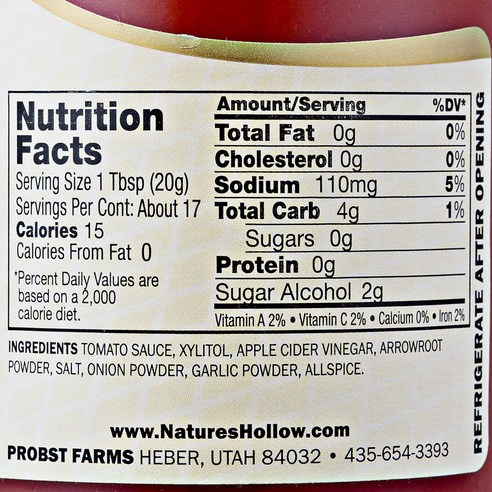 Nutrition
Facts
Serving Size 1 Tbsp (20g)
Servings Per Cont: About 17
Calories 15
Calories From Fat 0
*Percent Daily Values are
based on a 2,000
calorie diet.
Amount/Serving %DV*
Total Fat 0g 0%
Cholesterol 0g 0%
Sodium 110mg 5%
Total Carb 4g 1%
Sugars 0g
Protein 0g
Sugar Alcohol 2g
Vitamin A 2% • Vitamin C 2% • Calcium 0% • Iron 2%
INGREDIENTS TOMATO SAUCE, XYLITOL, APPLE CIDER VINEGAR, ARROWROOT
POWDER, SALT, ONION POWDER, GARLIC POWDER, ALLSPICE.
www.NaturesHollow.com
PROBST FARMS HEBER, UTAH 84032 • 435-654-3393
REFRIGERATE AFTER OPENING